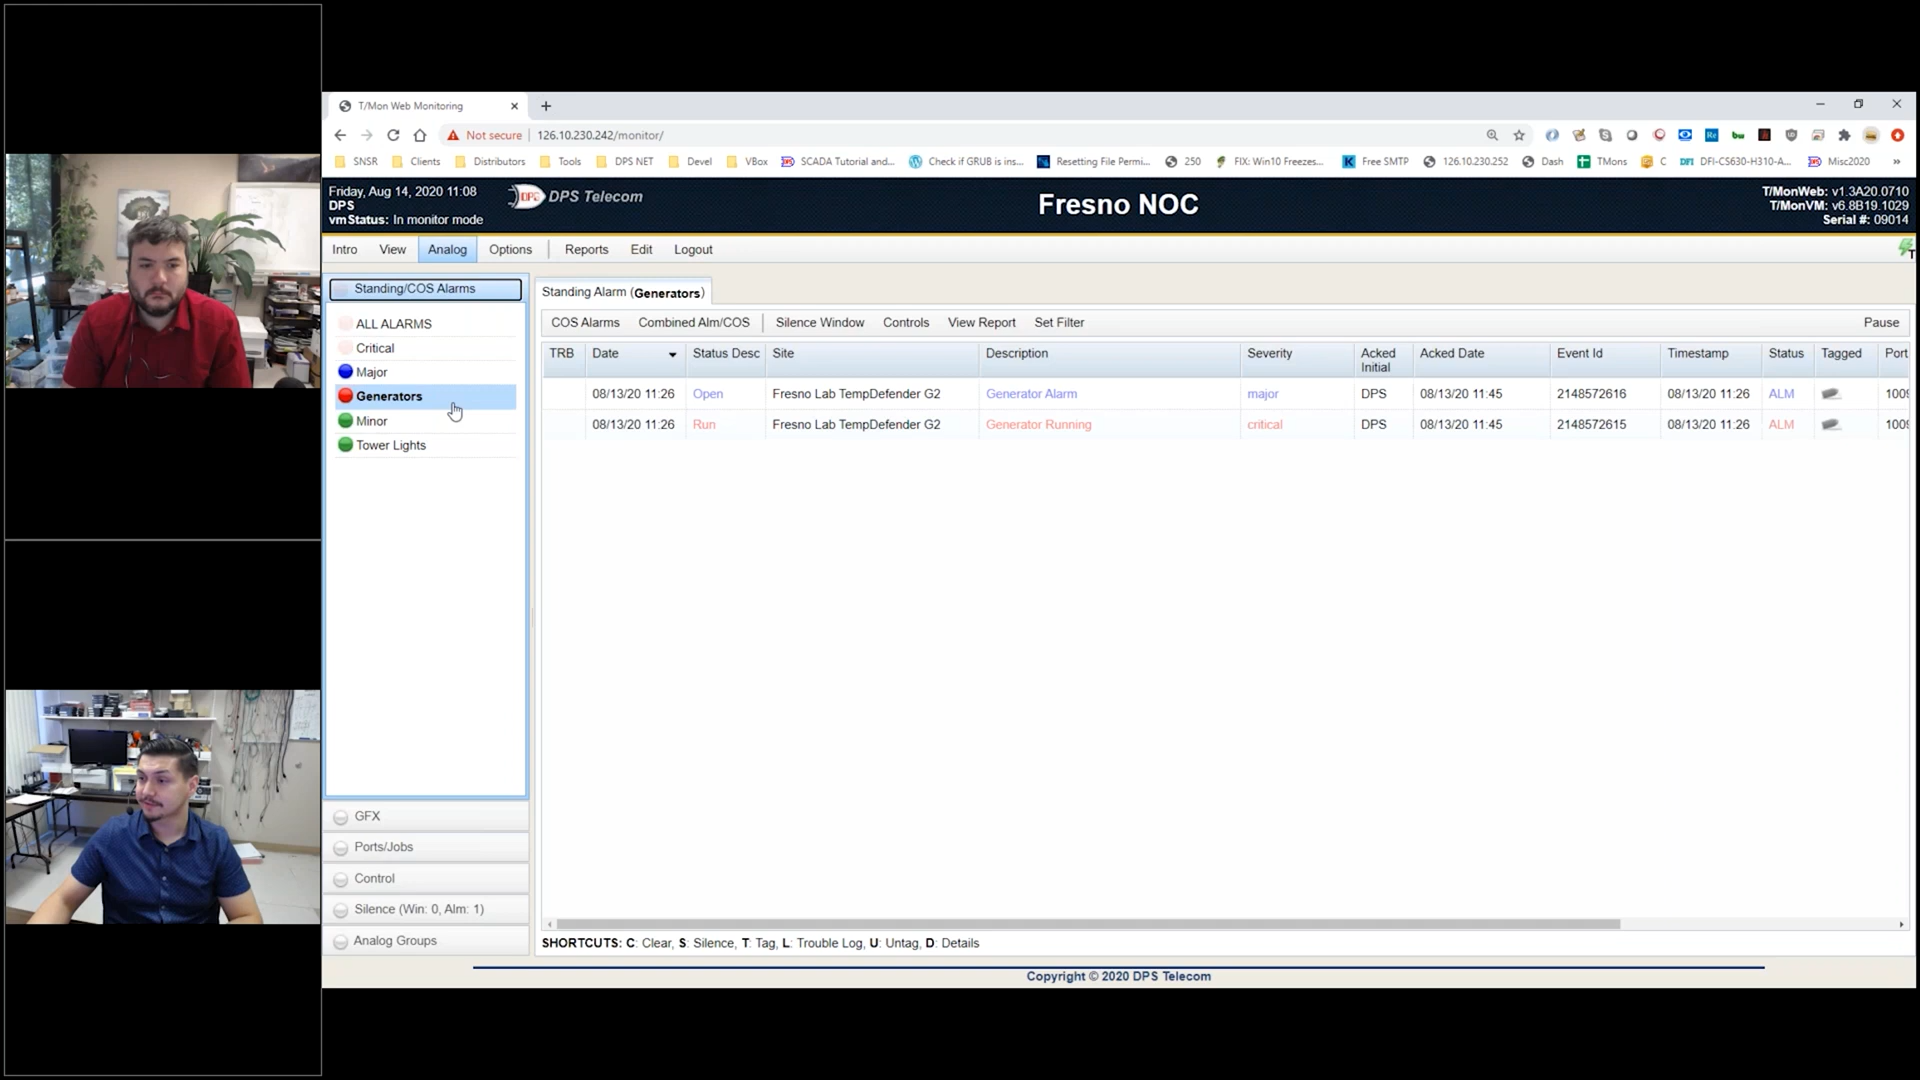 T/Mon Web Monitoring
Not secure
126.10.230.242/monitor/
SNSR
Clients
Distributors
Tools
DPS NET
Devel
VBox
SCADA Tutorial and...
Check if GRUB is ins...
Resetting File Permi...
250
FIX: Win10 Freezes...
Free SMTP
126.10.230.252
Dash
TMons
C
DFI-CS630-H310-A...
Misc2020
»
Friday, Aug 14, 2020 11:08
DPS
vmStatus: In monitor mode
DPS Telecom
Fresno NOC
T/MonWeb: v1.3A20.0710
T/MonVM: v6.8B19.1029
Serial #: 09014
Intro View Analog Options Reports Edit Logout
Standing/COS Alarms
ALL ALARMS
Critical
Major
Generators
Minor
Tower Lights
GFX
Ports/Jobs
Control
Silence (Win: 0, Alm: 1)
Analog Groups
Standing Alarm (Generators)
COS Alarms Combined Alm/COS Silence Window Controls View Report Set Filter Pause
TRB Date Status Desc Site Description Severity Acked Initial Acked Date Event Id Timestamp Status Tagged Port
08/13/20 11:26 Open Fresno Lab TempDefender G2 Generator Alarm major DPS 08/13/20 11:45 2148572616 08/13/20 11:26 ALM 1009
08/13/20 11:26 Run Fresno Lab TempDefender G2 Generator Running critical DPS 08/13/20 11:45 2148572615 08/13/20 11:26 ALM 1009
SHORTCUTS: C: Clear, S: Silence, T: Tag, L: Trouble Log, U: Untag, D: Details
Copyright © 2020 DPS Telecom